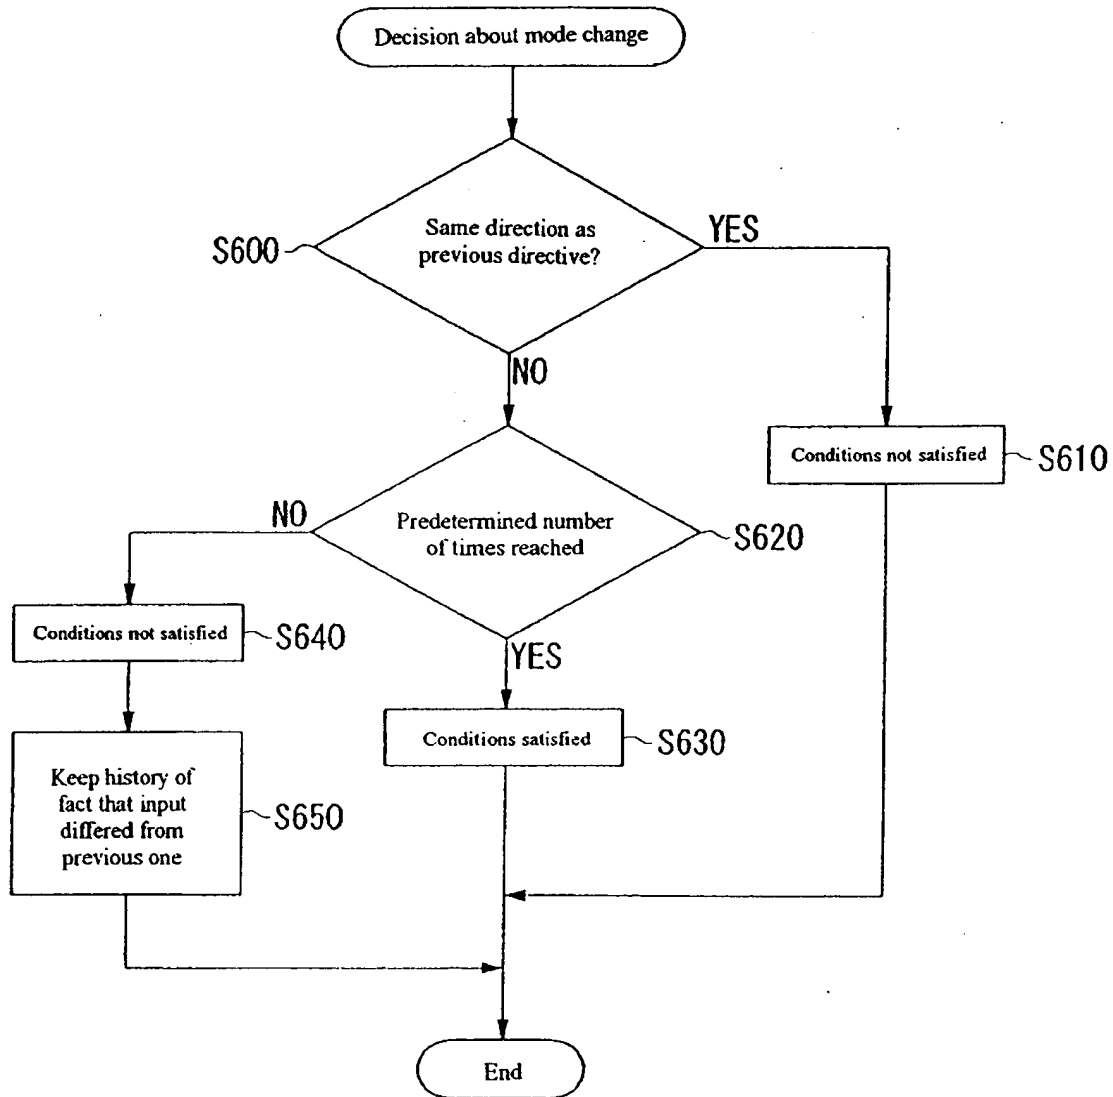 Decision about mode change
Same direction as
previous directive?
S600
YES
NO
Conditions not satisfied
S610
Predetermined number
of times reached
S620
NO
YES
Conditions not satisfied
S640
Conditions satisfied
S630
Keep history of
fact that input
differed from
previous one
S650
End